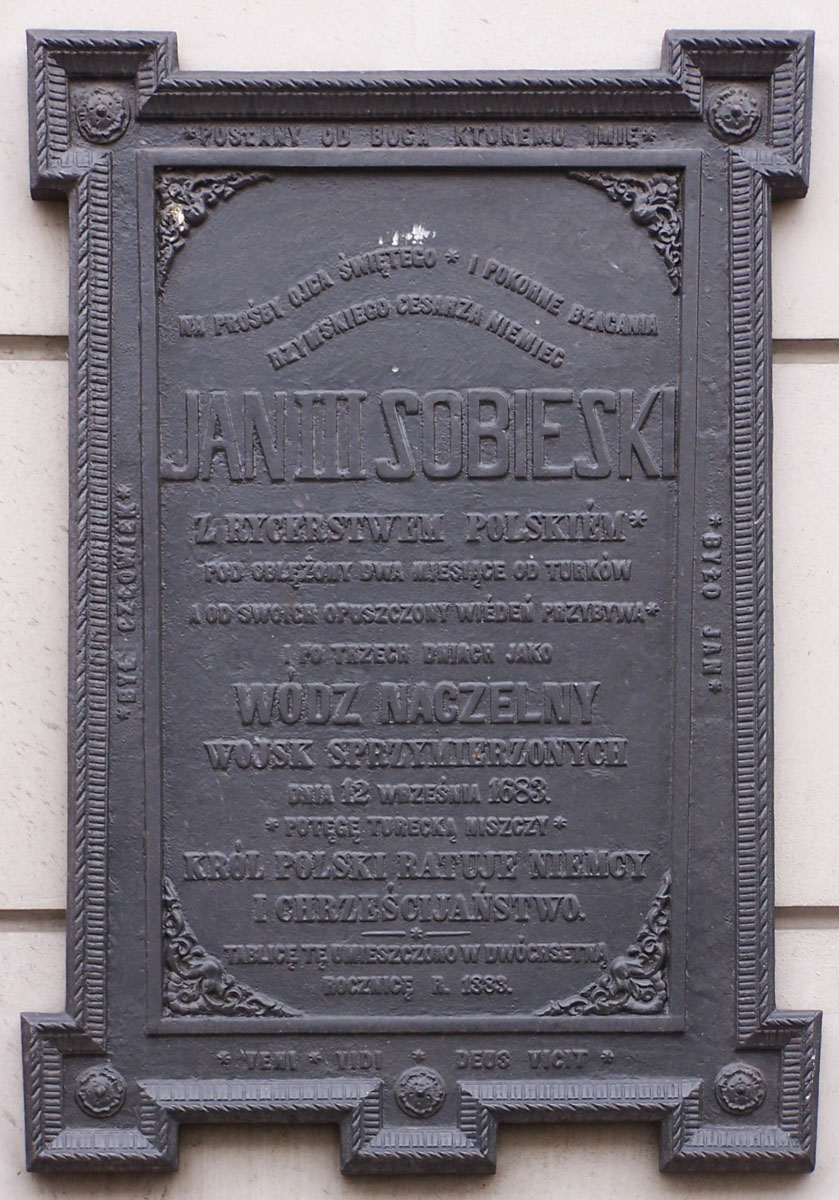 *BYŁ CZŁOWIEK*
*POSŁANY OD BOGA KTÓREMO IMIĘ*
*BYŁO JAN*
NA PROŚBY OJCA ŚWIĘTEGO * I POKORNE BŁAGANIA
RZYMSKIEGO CESARZA NIEMIEC
JAN III SOBIESKI
Z RYCERSTWEM POLSKIÉM*
POD OBLĘŻONY DWA MIESIĄCE OD TURKÓW
A OD SWOICH OPUSZCZONY WIÉDEŃ PRZYBYWA*
I PO TRZECH DNIACH JAKO
WÓDZ NACZELNY
WOJSK SPRZYMIERZONYCH
DNIA 12 WRZEŚNIA 1683.
*POTĘGĘ TURECKĄ NISZCZY*
KRÓL POLSKI RATUJE NIEMCY
I CHRZEŚCIJAŃSTWO.
TABLICĘ TĘ UMIESZCZONO W DWÓCHSETNĄ
ROCZNICĘ R. 1883.
*VENI * VIDI * DEUS VICIT *